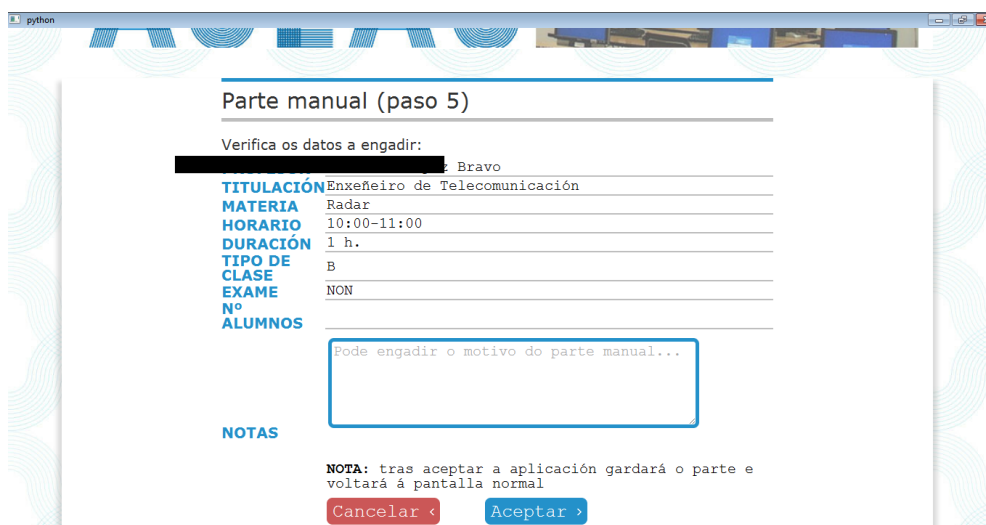 python
Parte manual (paso 5)
Verifica os datos a engadir:
z Bravo
TITULACIÓN Enxeñeiro de Telecomunicación
MATERIA Radar
HORARIO 10:00-11:00
DURACIÓN 1 h.
TIPO DE
CLASE B
EXAME NON
Nº
ALUMNOS
Pode engadir o motivo do parte manual...
NOTAS
NOTA: tras aceptar a aplicación gardará o parte e
voltará á pantalla normal
Cancelar ‹ Aceptar ›